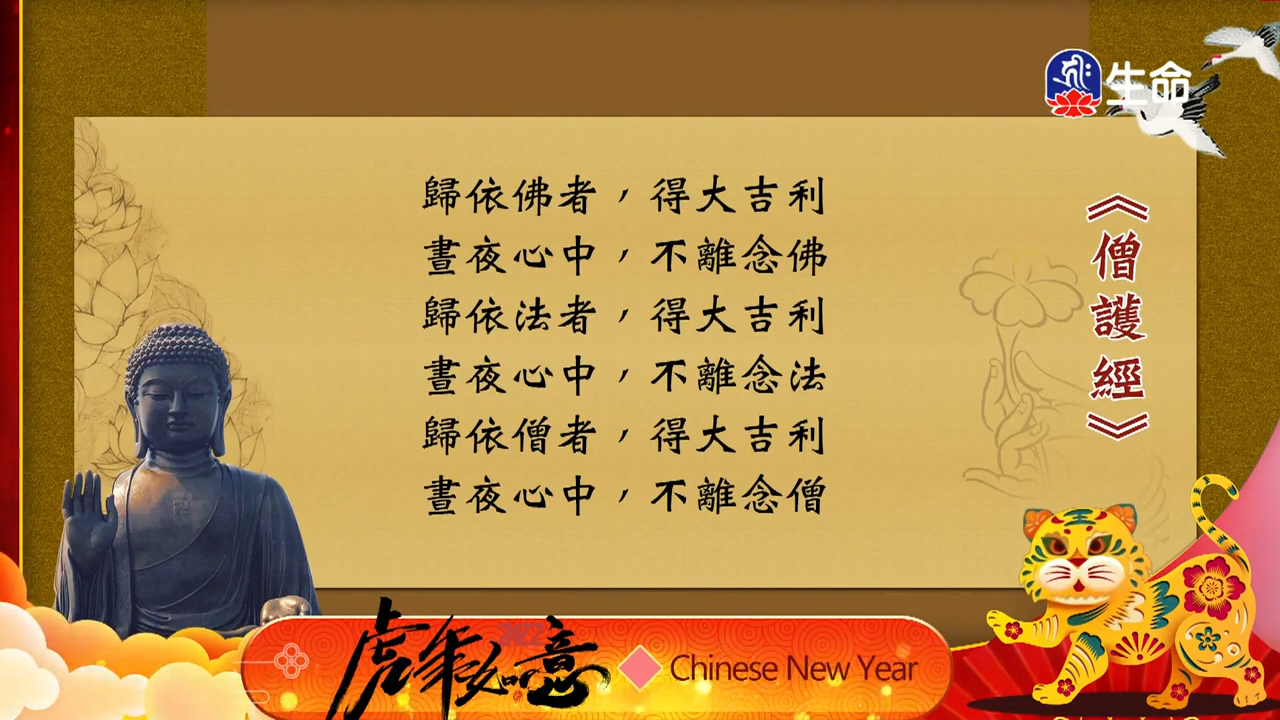 生命
歸依佛者,得大吉利
晝夜心中,不離念佛
歸依法者,得大吉利
晝夜心中,不離念法
歸依僧者,得大吉利
晝夜心中,不離念僧
《僧護經》
虎年如意
2022
Chinese New Year